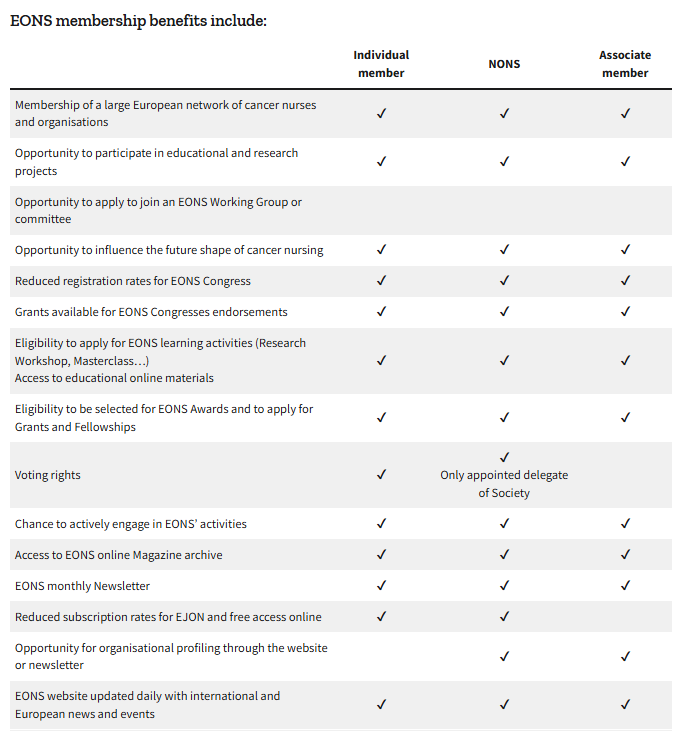 EONS membership benefits include:
Individual member NONS Associate member
Membership of a large European network of cancer nurses
and organisations ✓ ✓ ✓
Opportunity to participate in educational and research
projects ✓ ✓ ✓
Opportunity to apply to join an EONS Working Group or
committee
Opportunity to influence the future shape of cancer nursing ✓ ✓ ✓
Reduced registration rates for EONS Congress ✓ ✓ ✓
Grants available for EONS Congresses endorsements ✓ ✓ ✓
Eligibility to apply for EONS learning activities (Research
Workshop, Masterclass…)
Access to educational online materials ✓ ✓ ✓
Eligibility to be selected for EONS Awards and to apply for
Grants and Fellowships ✓ ✓ ✓
Voting rights ✓ ✓
Only appointed delegate
of Society
Chance to actively engage in EONS’ activities ✓ ✓ ✓
Access to EONS online Magazine archive ✓ ✓ ✓
EONS monthly Newsletter ✓ ✓ ✓
Reduced subscription rates for EJON and free access online ✓ ✓
Opportunity for organisational profiling through the website
or newsletter ✓ ✓
EONS website updated daily with international and
European news and events ✓ ✓ ✓